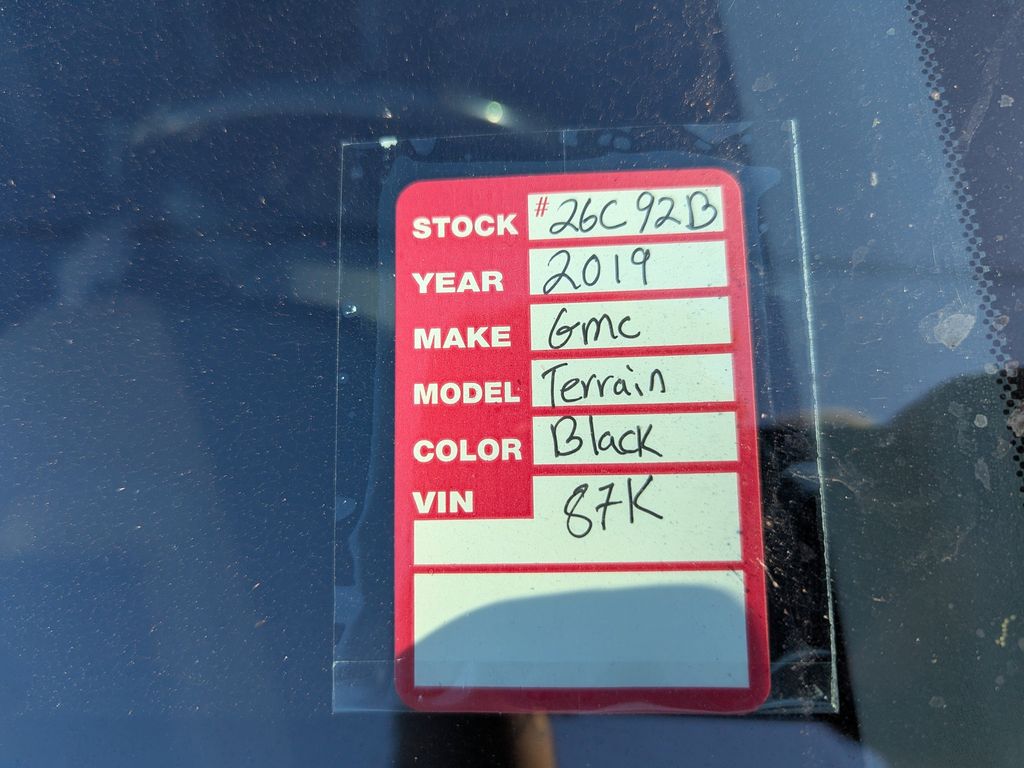 STOCK #26C92B
YEAR 2019
MAKE Gmc
MODEL Terrain
COLOR Black
VIN 87K